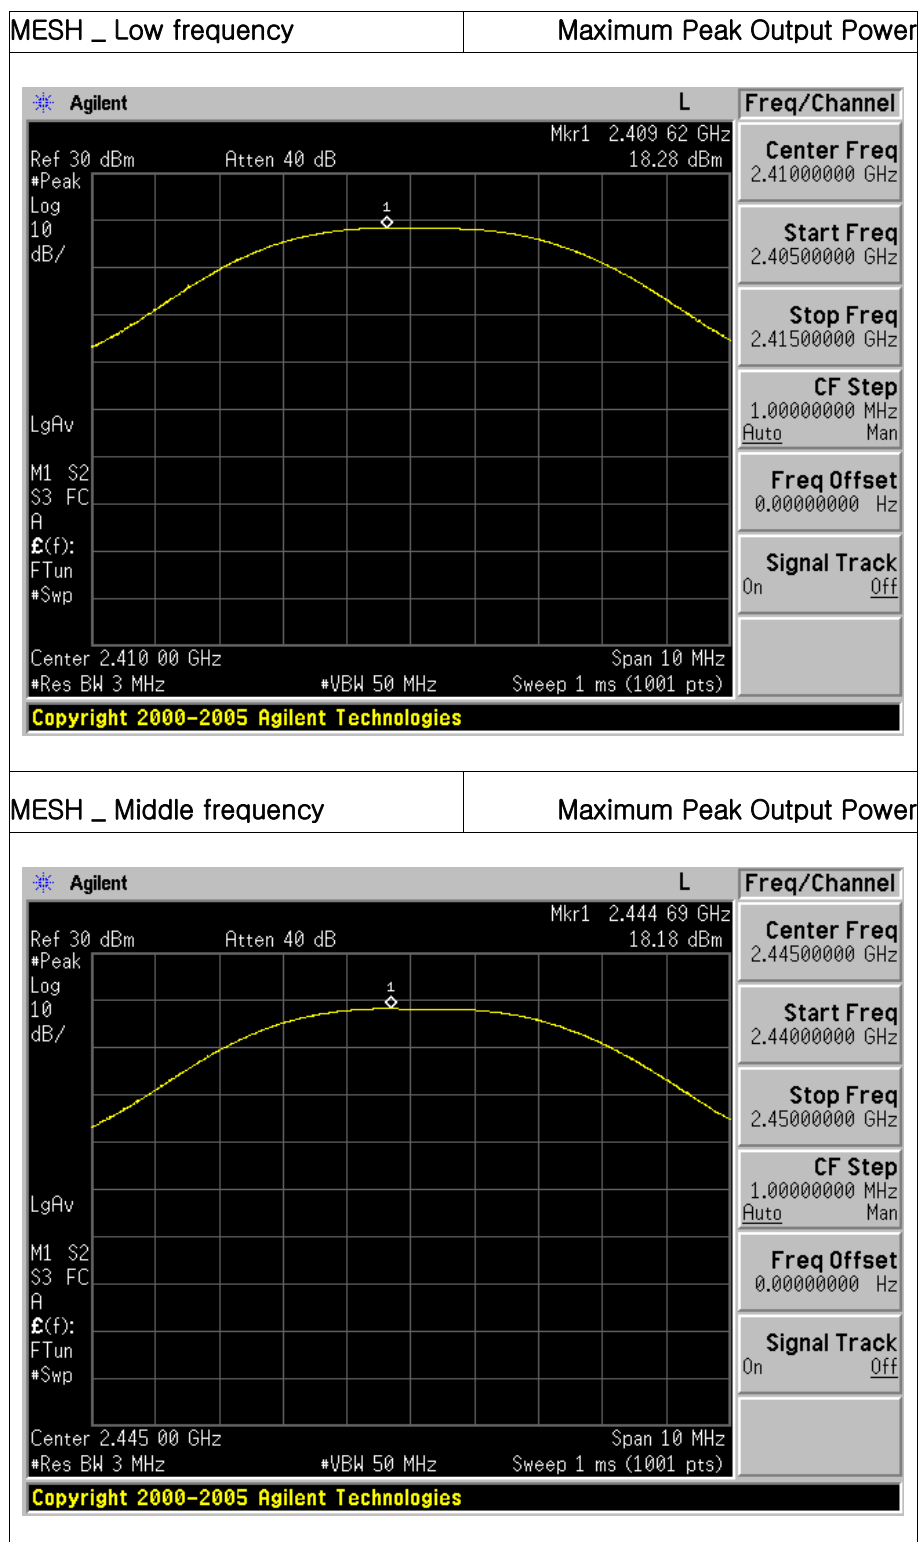 MESH _ Low frequency Maximum Peak Output Power
Agilent L Freq/Channel
Mkr1 2.409 62 GHz
Ref 30 dBm Atten 40 dB 18.28 dBm
#Peak
Log
10
dB/
1
LgAv
M1 S2
S3 FC
A
£(f):
FTun
#Swp
Center 2.410 00 GHz Span 10 MHz
#Res BW 3 MHz #VBW 50 MHz Sweep 1 ms (1001 pts)
Copyright 2000-2005 Agilent Technologies
Center Freq
2.41000000 GHz
Start Freq
2.40500000 GHz
Stop Freq
2.41500000 GHz
CF Step
1.00000000 MHz
Auto Man
Freq Offset
0.00000000 Hz
Signal Track
On Off
MESH _ Middle frequency Maximum Peak Output Power
Agilent L Freq/Channel
Mkr1 2.444 69 GHz
Ref 30 dBm Atten 40 dB 18.18 dBm
#Peak
Log
10
dB/
1
LgAv
M1 S2
S3 FC
A
£(f):
FTun
#Swp
Center 2.445 00 GHz Span 10 MHz
#Res BW 3 MHz #VBW 50 MHz Sweep 1 ms (1001 pts)
Copyright 2000-2005 Agilent Technologies
Center Freq
2.44500000 GHz
Start Freq
2.44000000 GHz
Stop Freq
2.45000000 GHz
CF Step
1.00000000 MHz
Auto Man
Freq Offset
0.00000000 Hz
Signal Track
On Off